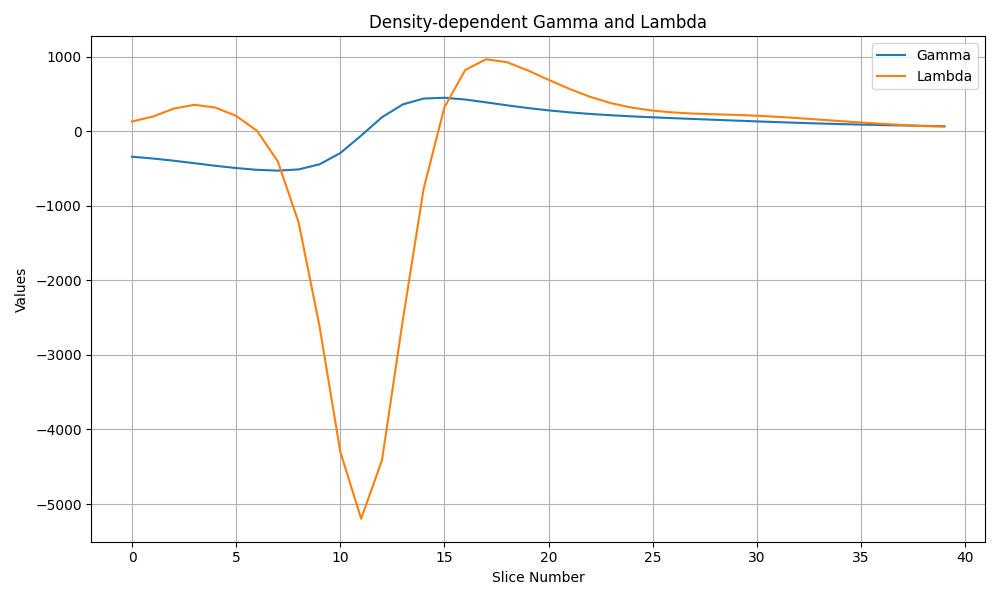 Density-dependent Gamma and Lambda
Gamma
Lambda
Values
1000
0
−1000
−2000
−3000
−4000
−5000
0 5 10 15 20 25 30 35 40
Slice Number